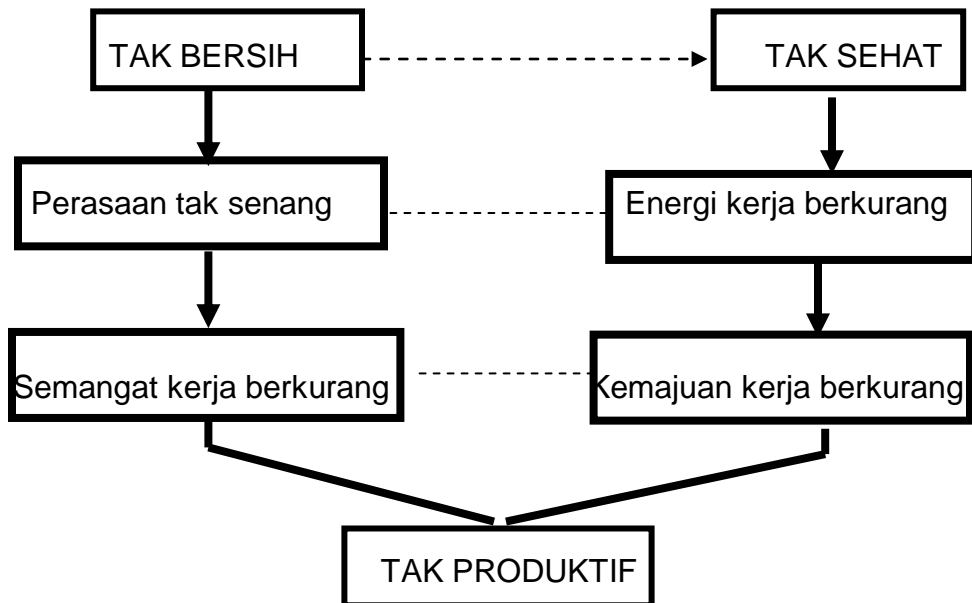 TAK BERSIH
TAK SEHAT
Perasaan tak senang
Energi kerja berkurang
Semangat kerja berkurang
Kemajuan kerja berkurang
TAK PRODUKTIF